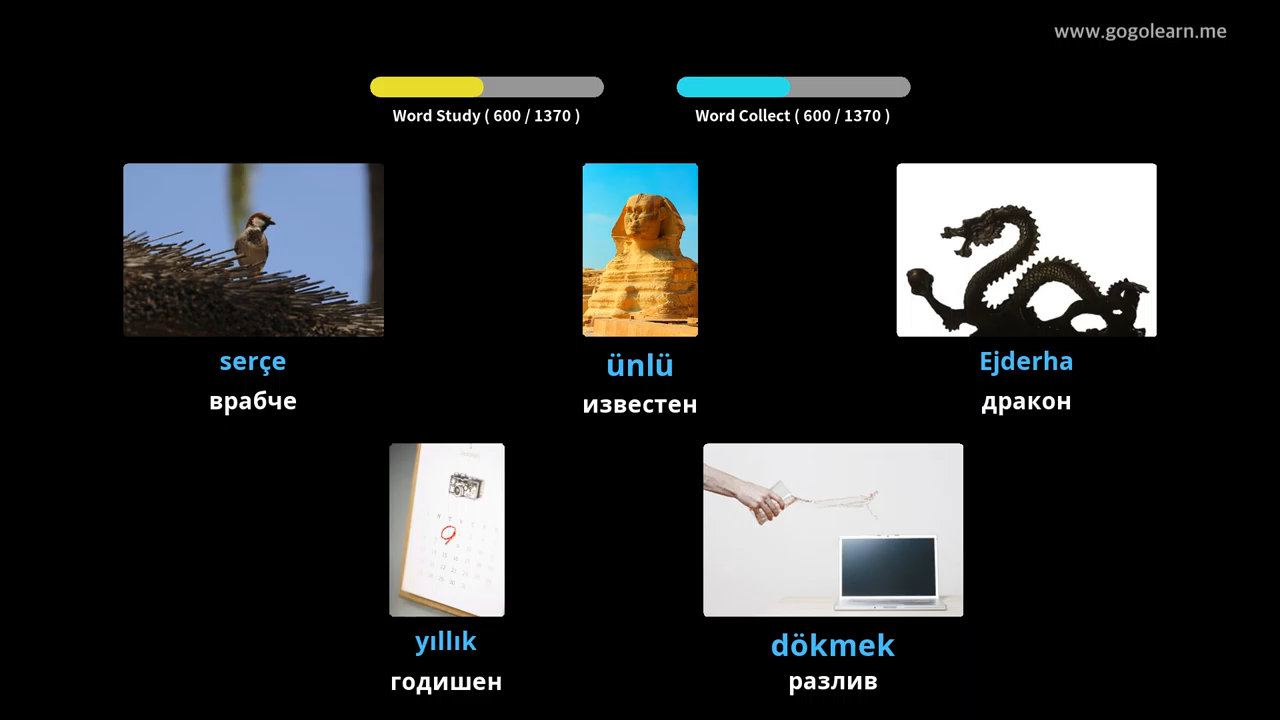 www.gogolearn.me
Word Study ( 600 / 1370 )
Word Collect ( 600 / 1370 )
serçe
врабче
ünlü
известен
Ejderha
дракон
yıllık
годишен
dökmek
разлив